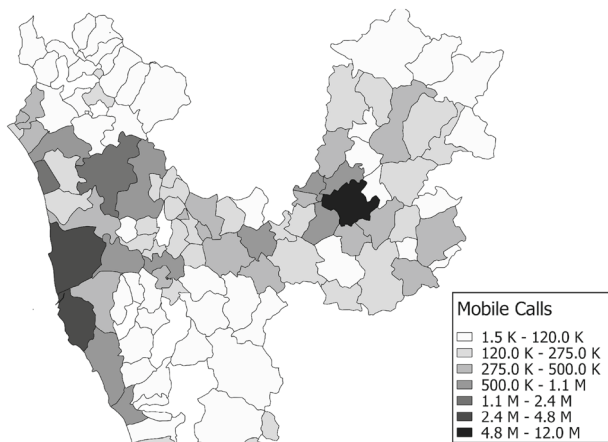 Mobile Calls
1.5 K - 120.0 K
120.0 K - 275.0 K
275.0 K - 500.0 K
500.0 K - 1.1 M
1.1 M - 2.4 M
2.4 M - 4.8 M
4.8 M - 12.0 M